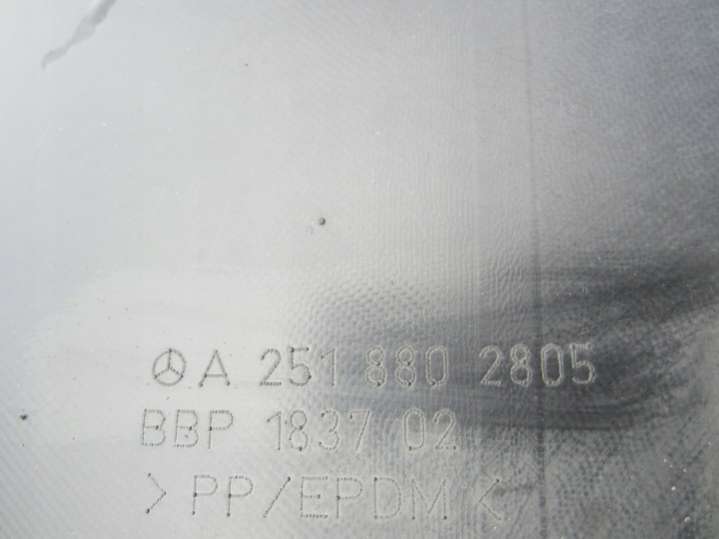 A 251 880 2805
BBP 1837 02
> PP/EPDM <